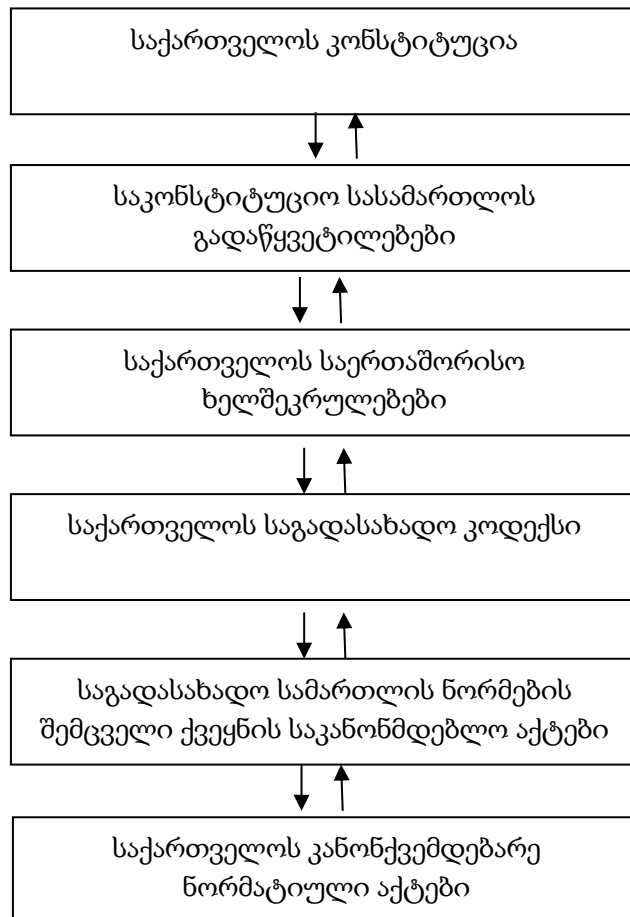 საქართველოს კონსტიტუცია
საკონსტიტუციო სასამართლოს
გადაწყვეტილებები
საქართველოს საერთაშორისო
ხელშეკრულებები
საქართველოს საგადასახადო კოდექსი
საგადასახადო სამართლის ნორმების
შემცველი ქვეყნის საკანონმდებლო აქტები
საქართველოს კანონქვემდებარე
ნორმატიული აქტები